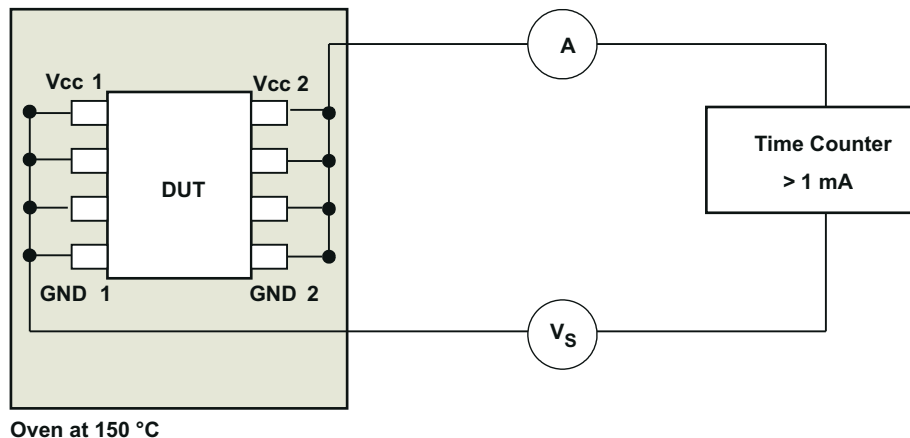 A
Vcc 1
Vcc 2
Time Counter
> 1 mA
DUT
GND 1
GND 2
VS
Oven at 150 °C